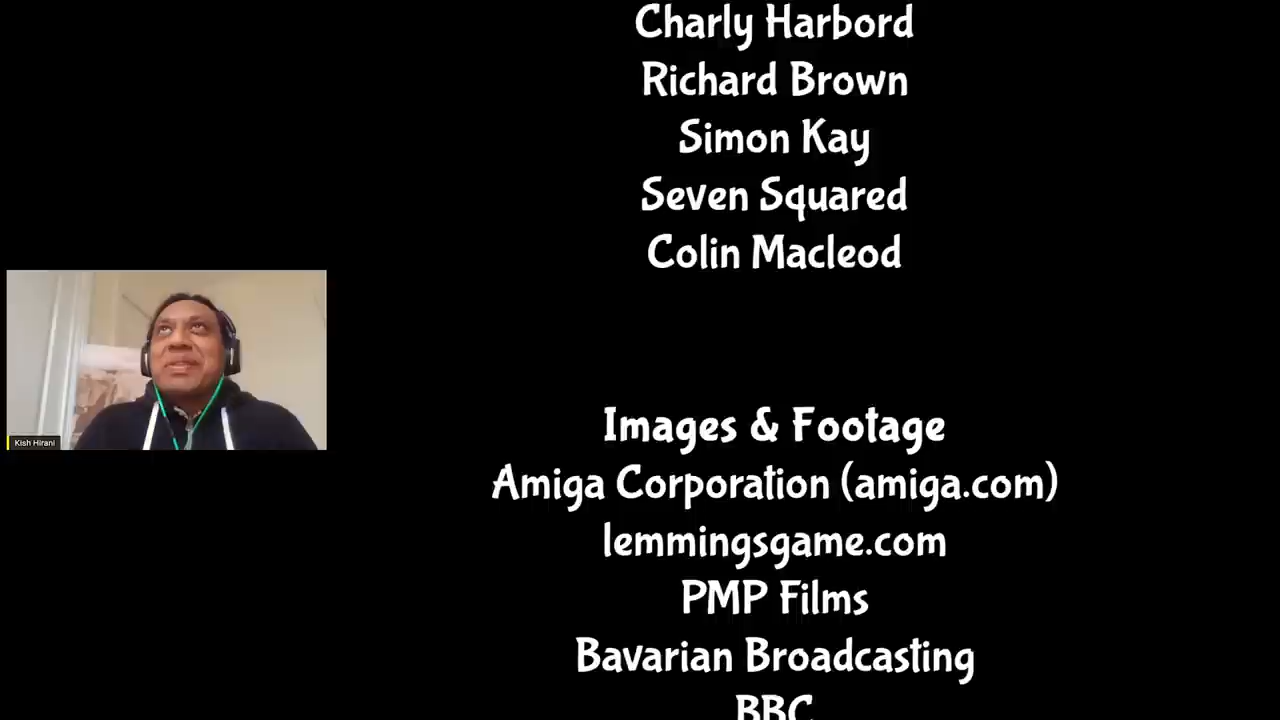 Charly Harbord
Richard Brown
Simon Kay
Seven Squared
Colin Macleod
Kish Hirani
Images & Footage
Amiga Corporation (amiga.com)
lemmingsgame.com
PMP Films
Bavarian Broadcasting
BBC